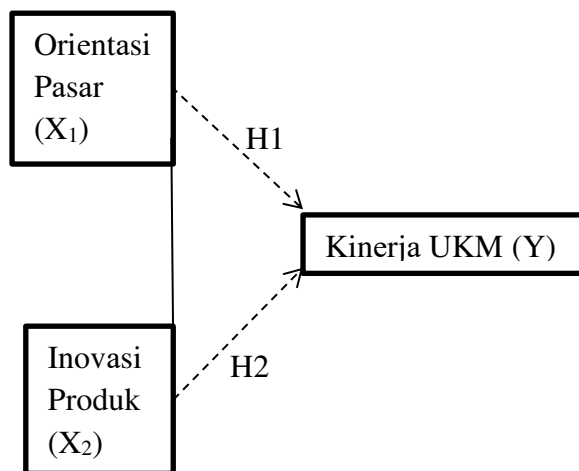 Orientasi
Pasar
(X₁)
H1
Kinerja UKM (Y)
Inovasi
Produk
(X₂)
H2